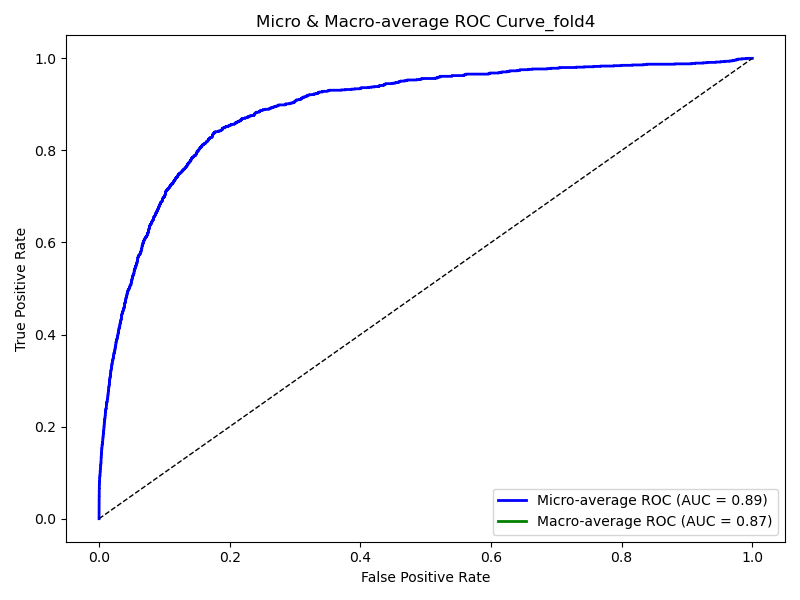 Micro & Macro-average ROC Curve_fold4
True Positive Rate
1.0
0.8
0.6
0.4
0.2
0.0
0.0 0.2 0.4 0.6 0.8 1.0
False Positive Rate
Micro-average ROC (AUC = 0.89)
Macro-average ROC (AUC = 0.87)